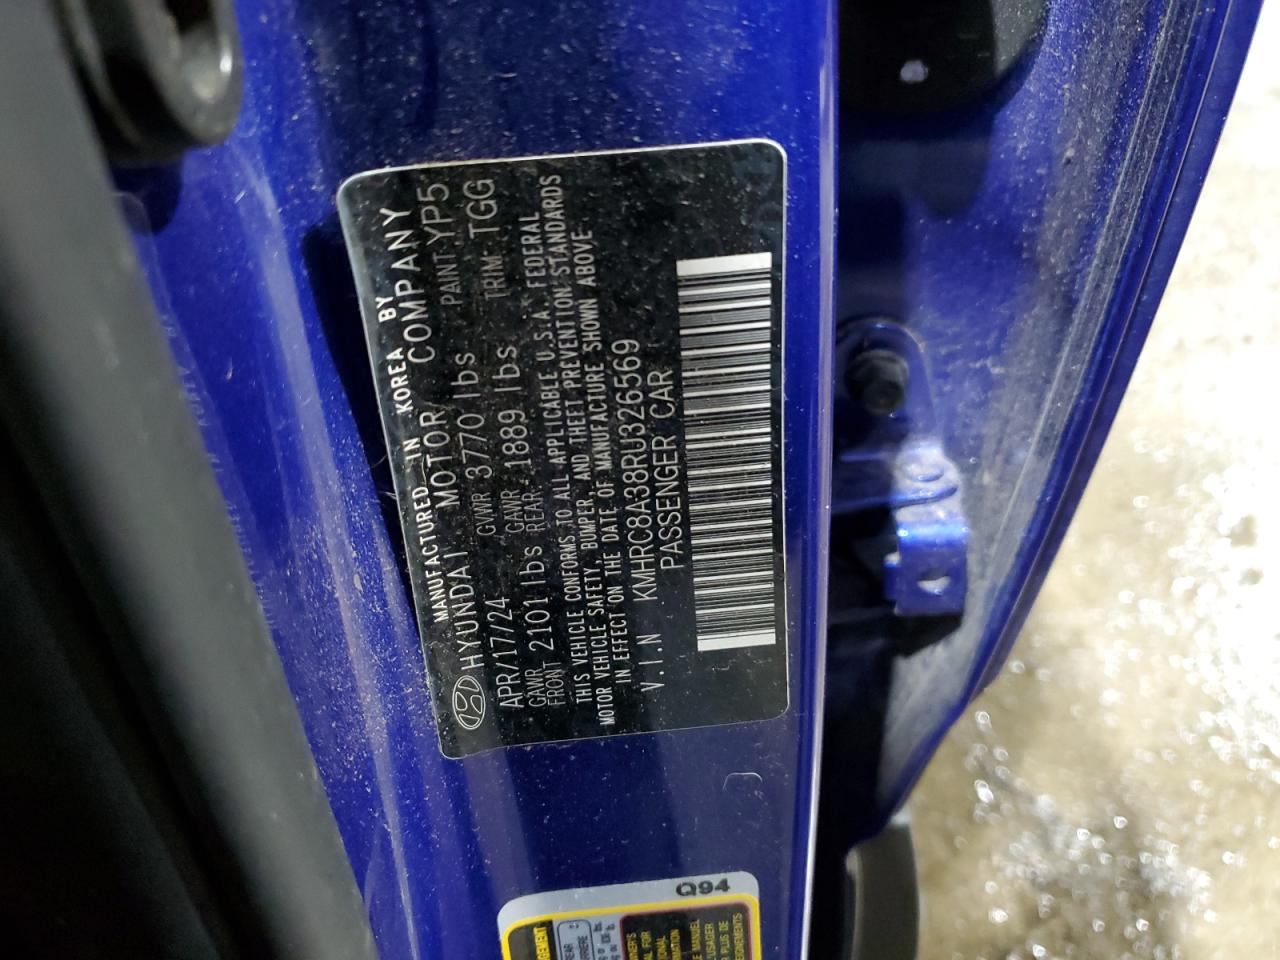 MANUFACTURED IN KOREA BY
HYUNDAI MOTOR COMPANY
APR/17/24 GVWR 3770 lbs PAINT: YP5
GAWR FRONT 2101 lbs GAWR REAR 1889 lbs TRIM: TGG
THIS VEHICLE CONFORMS TO ALL APPLICABLE U.S.A. FEDERAL
MOTOR VEHICLE SAFETY, BUMPER, AND THEFT PREVENTION STANDARDS
IN EFFECT ON THE DATE OF MANUFACTURE SHOWN ABOVE.
V.I.N KMHRC8A38RU326569
PASSENGER CAR
Q94